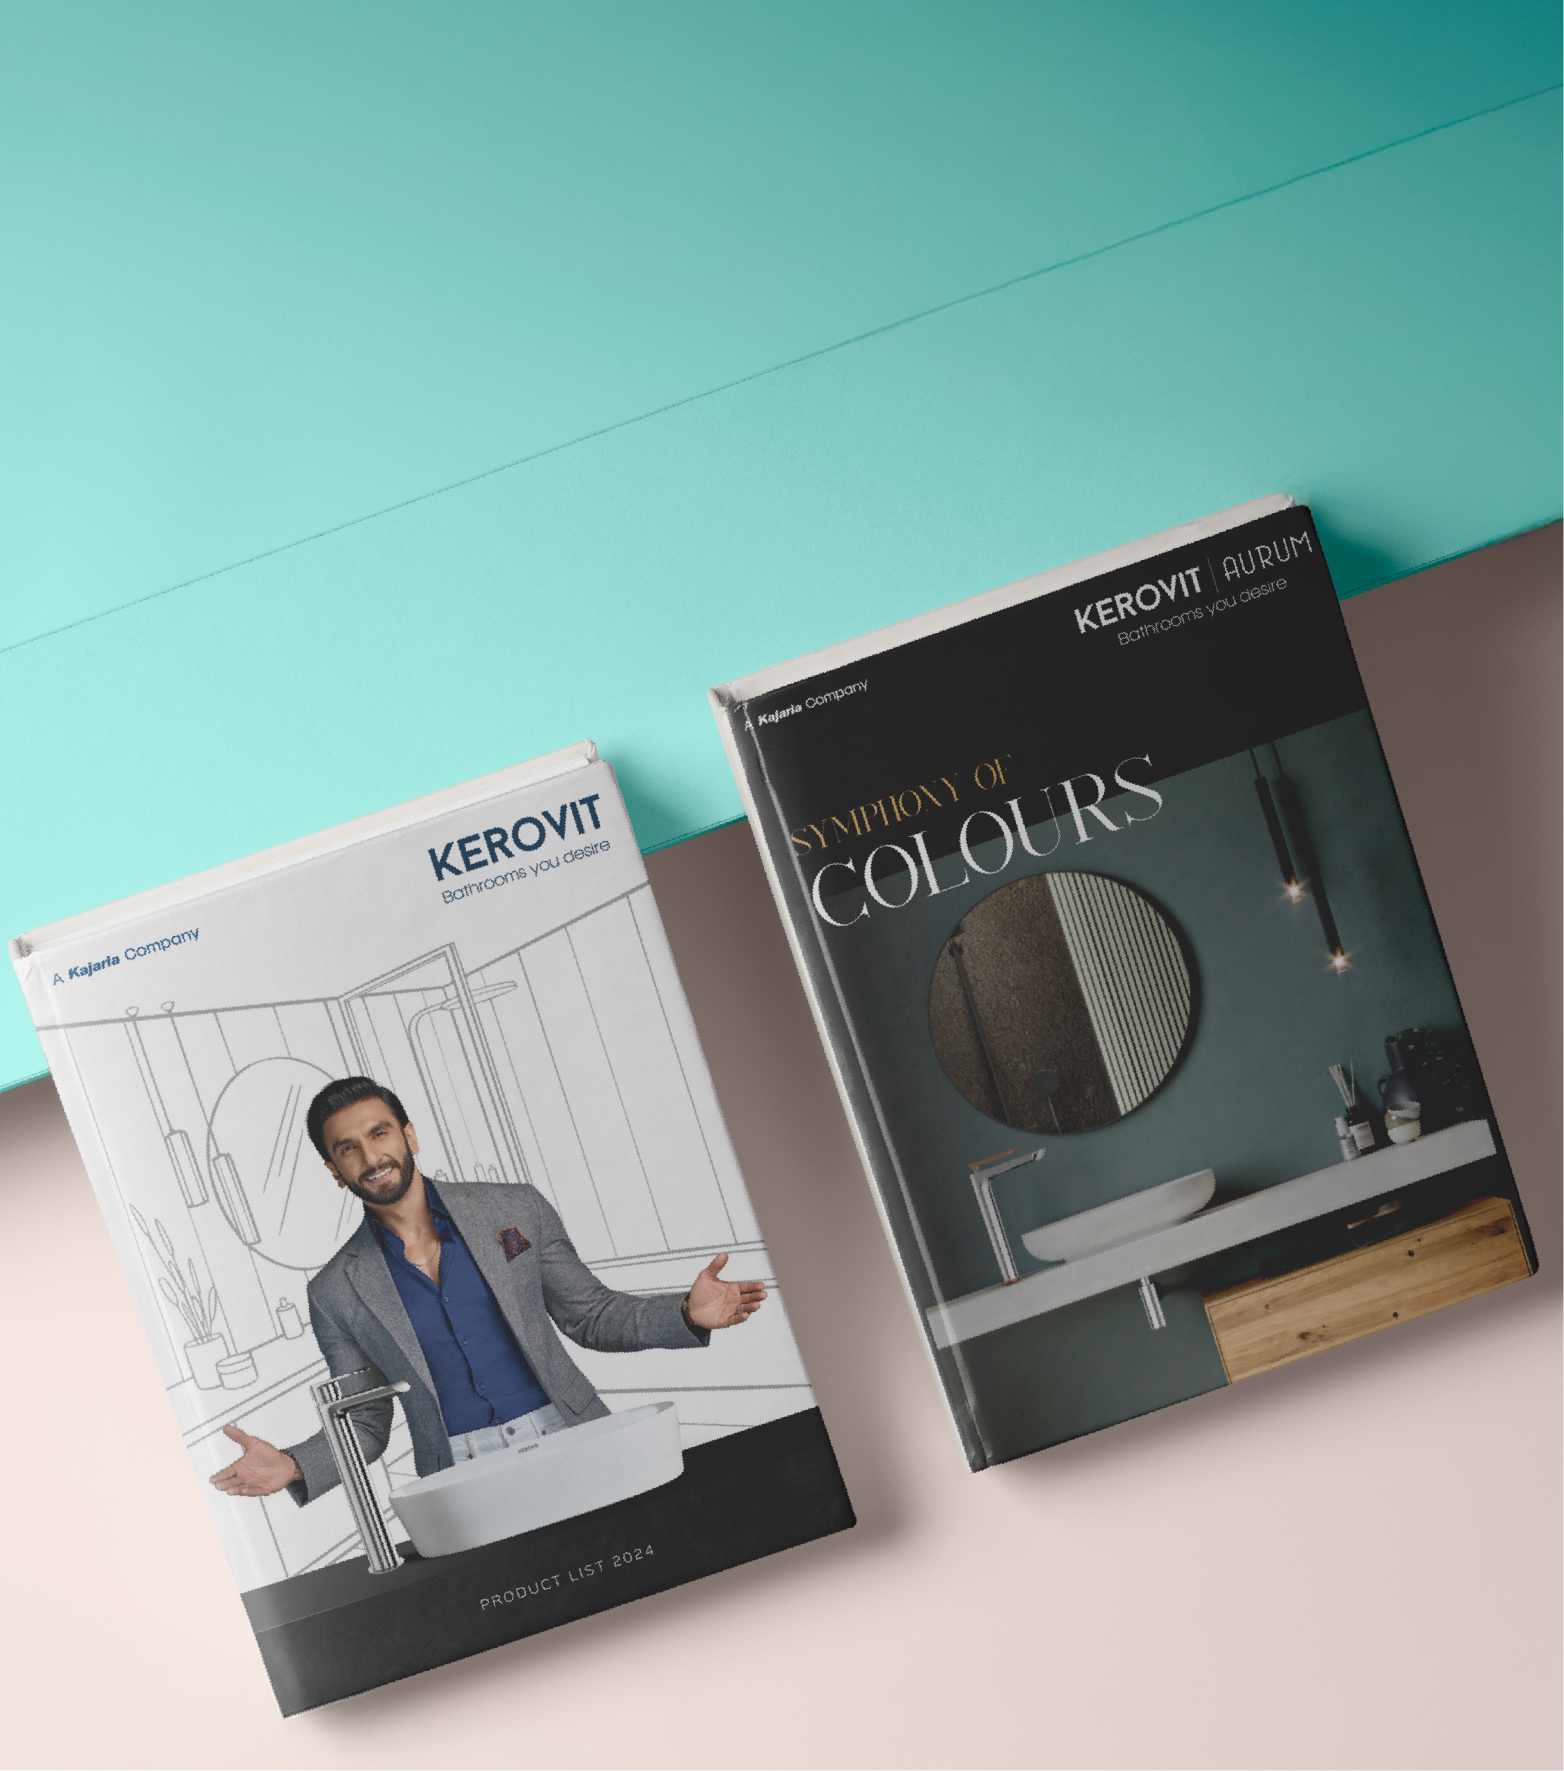 KEROVIT
Bathrooms you desire
A Kajaria Company
PRODUCT LIST 2024
KEROVIT | AURUM
Bathrooms you desire
A Kajaria Company
SYMPHONY OF
COLOURS